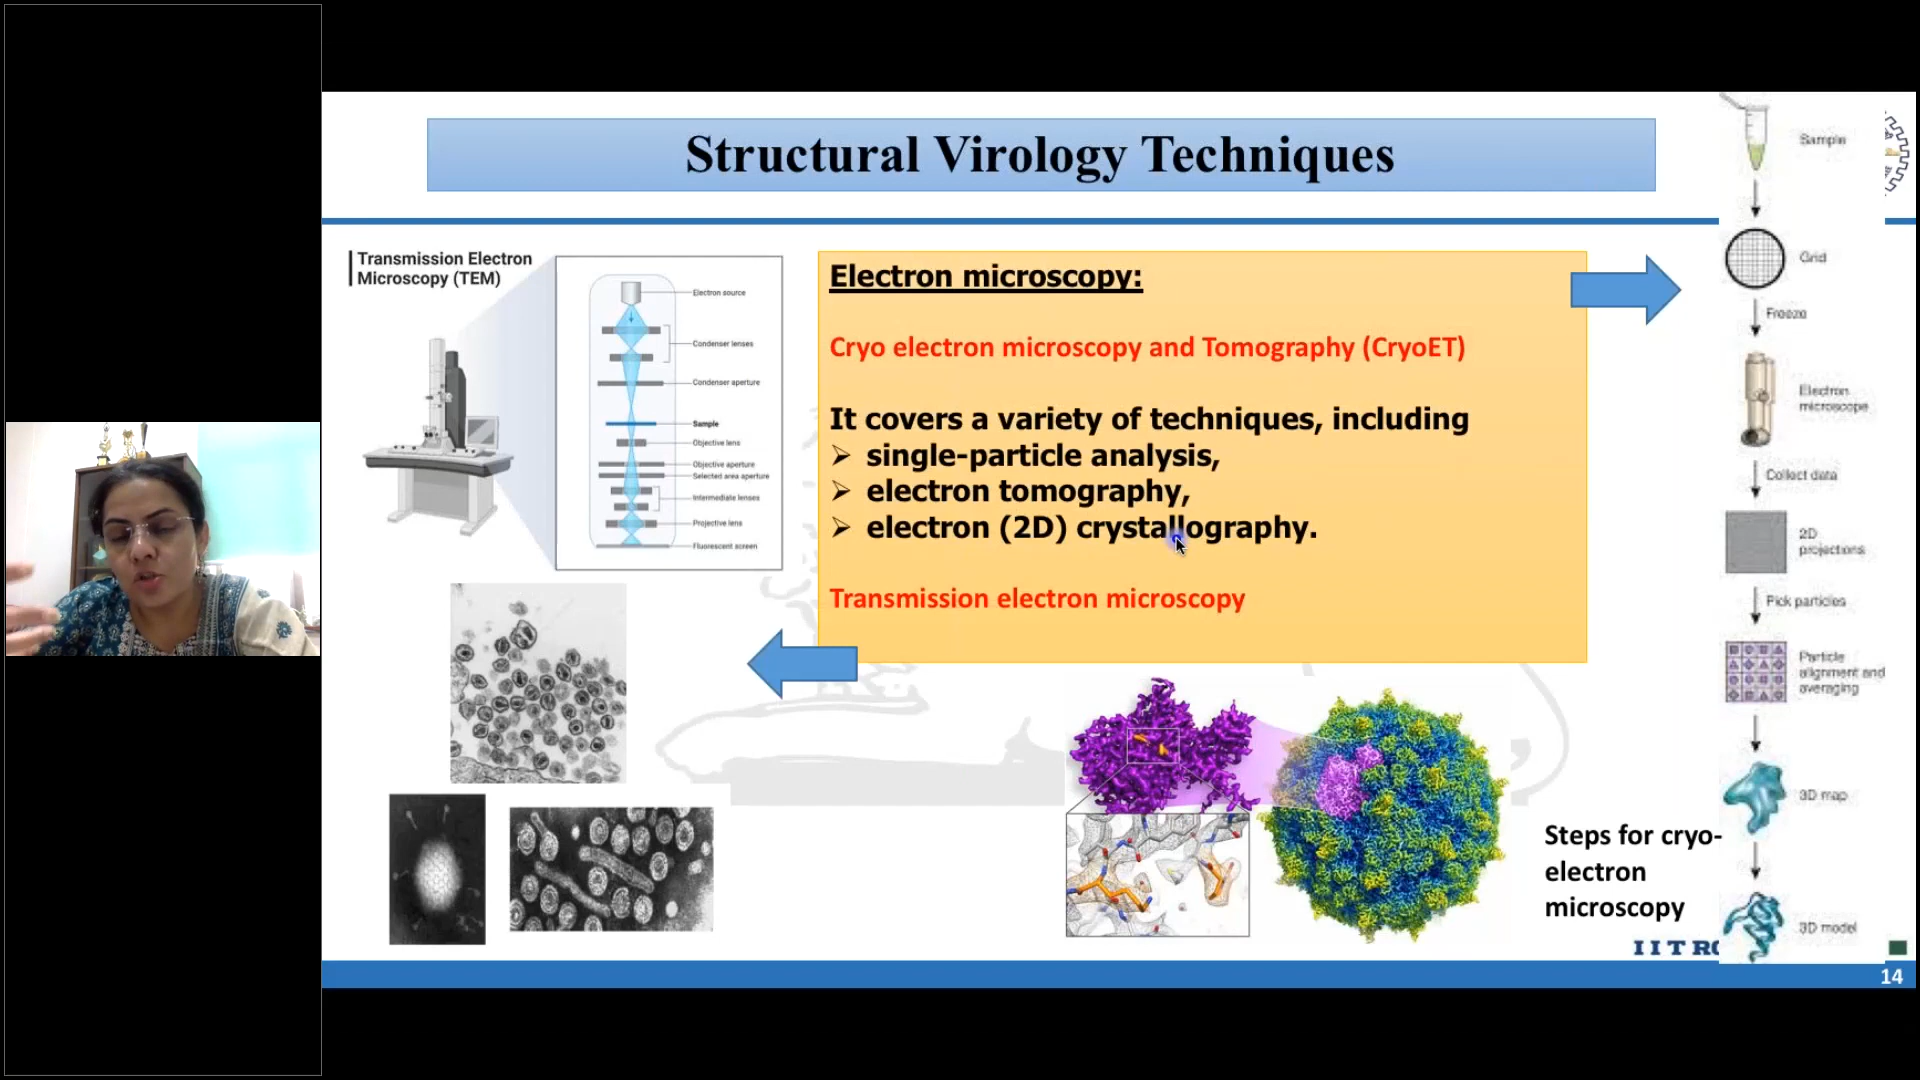 Structural Virology Techniques
Transmission Electron
Microscopy (TEM)
Electron source
Condenser lenses
Condenser aperture
Sample
Objective lens
Objective aperture
Selected area aperture
Intermediate lenses
Projective lens
Fluorescent screen
Electron microscopy:
Cryo electron microscopy and Tomography (CryoET)
It covers a variety of techniques, including
➢ single-particle analysis,
➢ electron tomography,
➢ electron (2D) crystallography.
Transmission electron microscopy
Sample
Grid
Freeze
Electron
microscope
Collect data
2D
projections
Pick particles
Particle
alignment and
averaging
3D map
3D model
Steps for cryo-
electron
microscopy
IIT RO
14